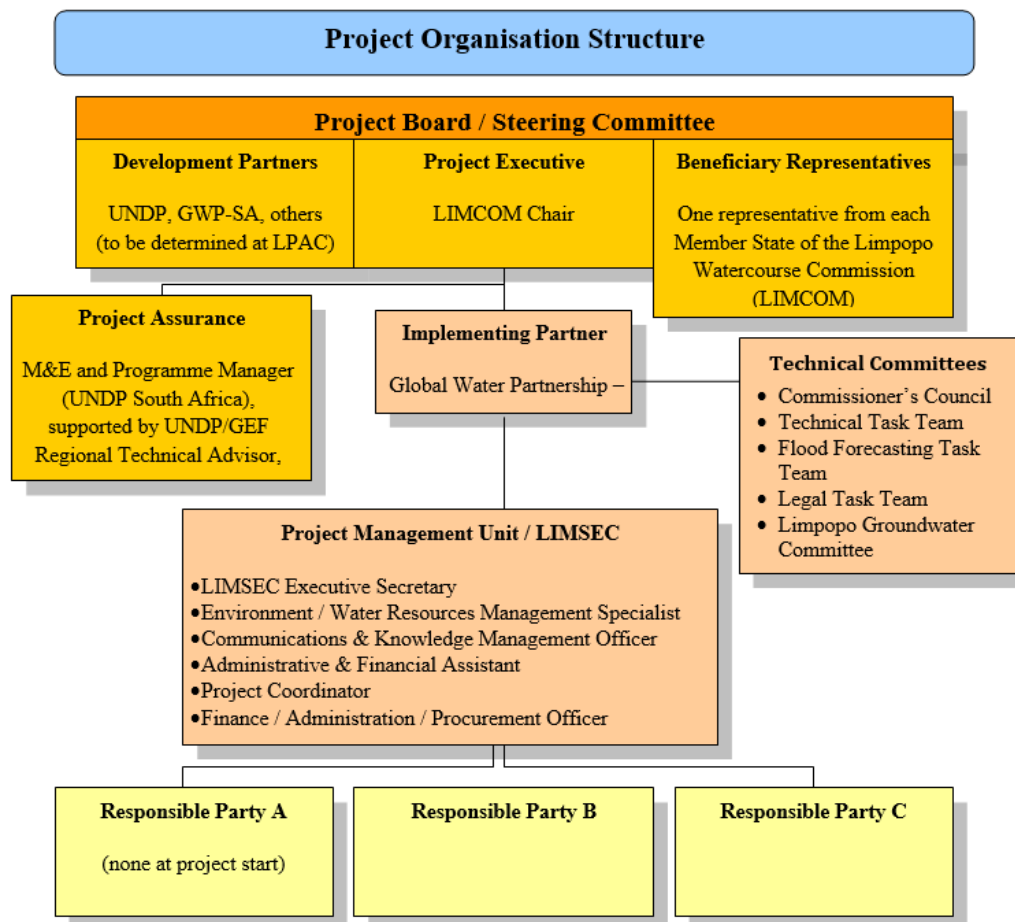 Project Organisation Structure
Project Board / Steering Committee
Development Partners
UNDP, GWP-SA, others
(to be determined at LPAC)
Project Executive
LIMCOM Chair
Beneficiary Representatives
One representative from each
Member State of the Limpopo
Watercourse Commission
(LIMCOM)
Project Assurance
M&E and Programme Manager
(UNDP South Africa),
supported by UNDP/GEF
Regional Technical Advisor,
Implementing Partner
Global Water Partnership –
Technical Committees
• Commissioner’s Council
• Technical Task Team
• Flood Forecasting Task
Team
• Legal Task Team
• Limpopo Groundwater
Committee
Project Management Unit / LIMSEC
•LIMSEC Executive Secretary
•Environment / Water Resources Management Specialist
•Communications & Knowledge Management Officer
•Administrative & Financial Assistant
•Project Coordinator
•Finance / Administration / Procurement Officer
Responsible Party A
(none at project start)
Responsible Party B
Responsible Party C